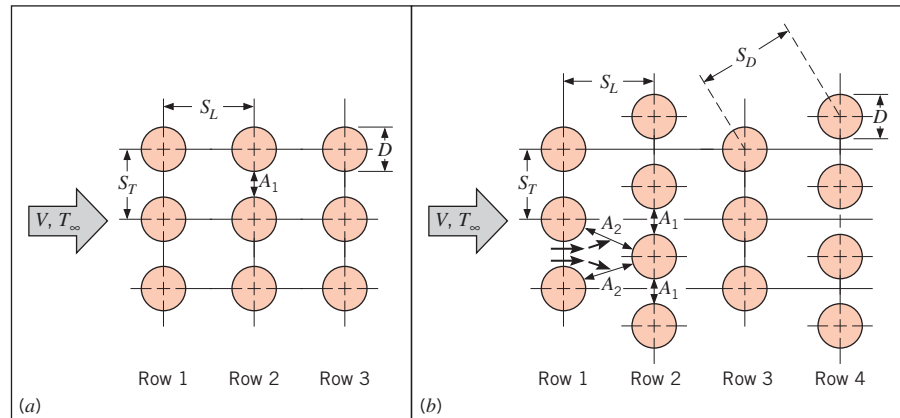 S_L
D
S_T
A_1
V, T_∞
Row 1 Row 2 Row 3
(a)
S_D
S_L
D
S_T
A_2
A_1
V, T_∞
A_2
A_1
Row 1 Row 2 Row 3 Row 4
(b)